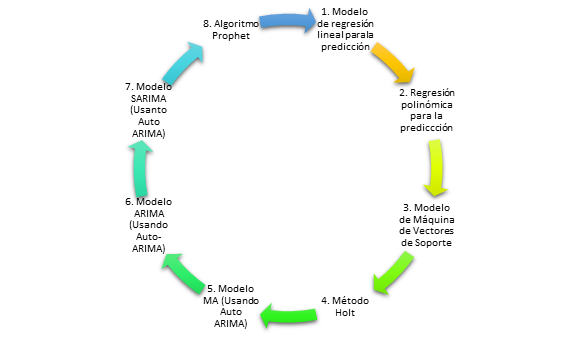 1. Modelo
de regresión
lineal parala
predicción
2. Regresión
polinómica
para la
prediccción
3. Modelo
de Máquina
de Vectores
de Soporte
4. Método
Holt
5. Modelo
MA (Usando
Auto
ARIMA)
6. Modelo
ARIMA
(Usando
Auto-
ARIMA)
7. Modelo
SARIMA
(Usanto
Auto
ARIMA)
8. Algoritmo
Prophet